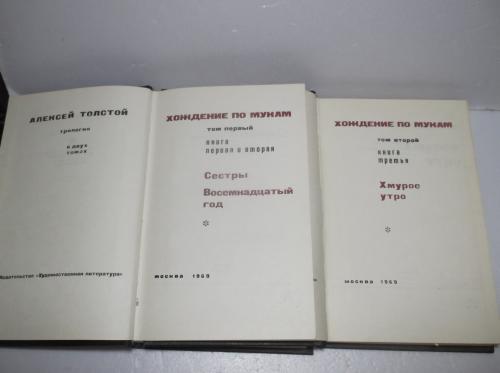 АЛЕКСЕЙ ТОЛСТОЙ
трилогия
в двух
томах
Издательство «Художественная литература»
ХОЖДЕНИЕ ПО МУКАМ
том первый
книга
первая и вторая
Сестры
Восемнадцатый
год
*
МОСКВА 1969
ХОЖДЕНИЕ ПО МУКАМ
том второй
книга
третья
Хмурое
утро
*
МОСКВА 1969